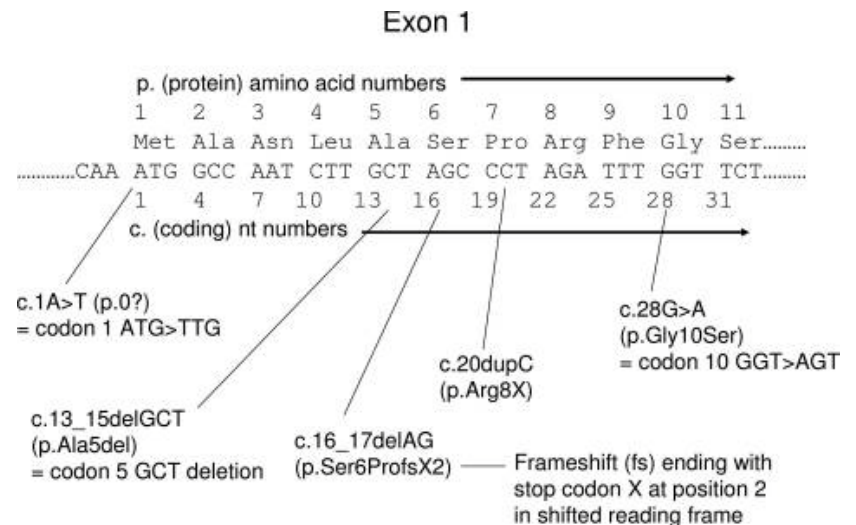 Exon 1
p. (protein) amino acid numbers
1 2 3 4 5 6 7 8 9 10 11
Met Ala Asn Leu Ala Ser Pro Arg Phe Gly Ser.........
............CAA ATG GCC AAT CTT GCT AGC CCT AGA TTT GGT TCT.........
1 4 7 10 13 16 19 22 25 28 31
c. (coding) nt numbers
c.1A>T (p.0?)
= codon 1 ATG>TTG
c.28G>A
(p.Gly10Ser)
= codon 10 GGT>AGT
c.20dupC
(p.Arg8X)
c.13_15delGCT
(p.Ala5del)
= codon 5 GCT deletion
c.16_17delAG
(p.Ser6ProfsX2)
Frameshift (fs) ending with
stop codon X at position 2
in shifted reading frame